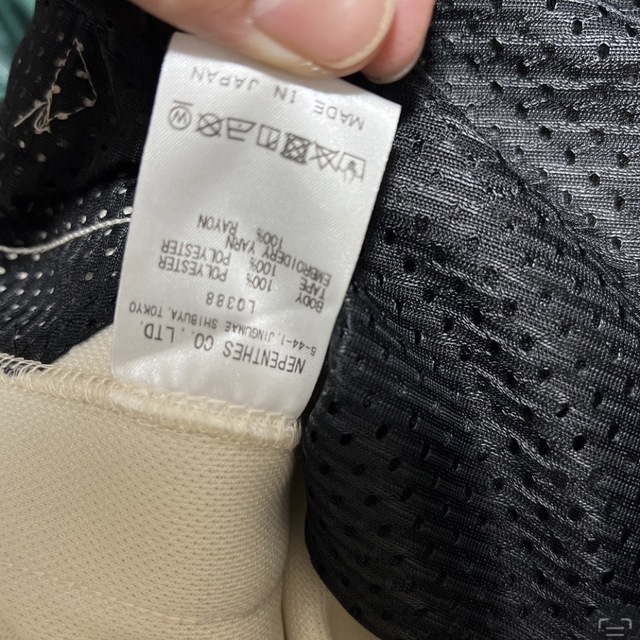 NEPENTHES CO., LTD.
5-44-1, JINGUMAE SHIBUYA, TOKYO
LQ388
BODY 100% POLYESTER
TAPE 100% POLYESTER
EMBROIDERY YARN 100% RAYON
W
MADE IN JAPAN